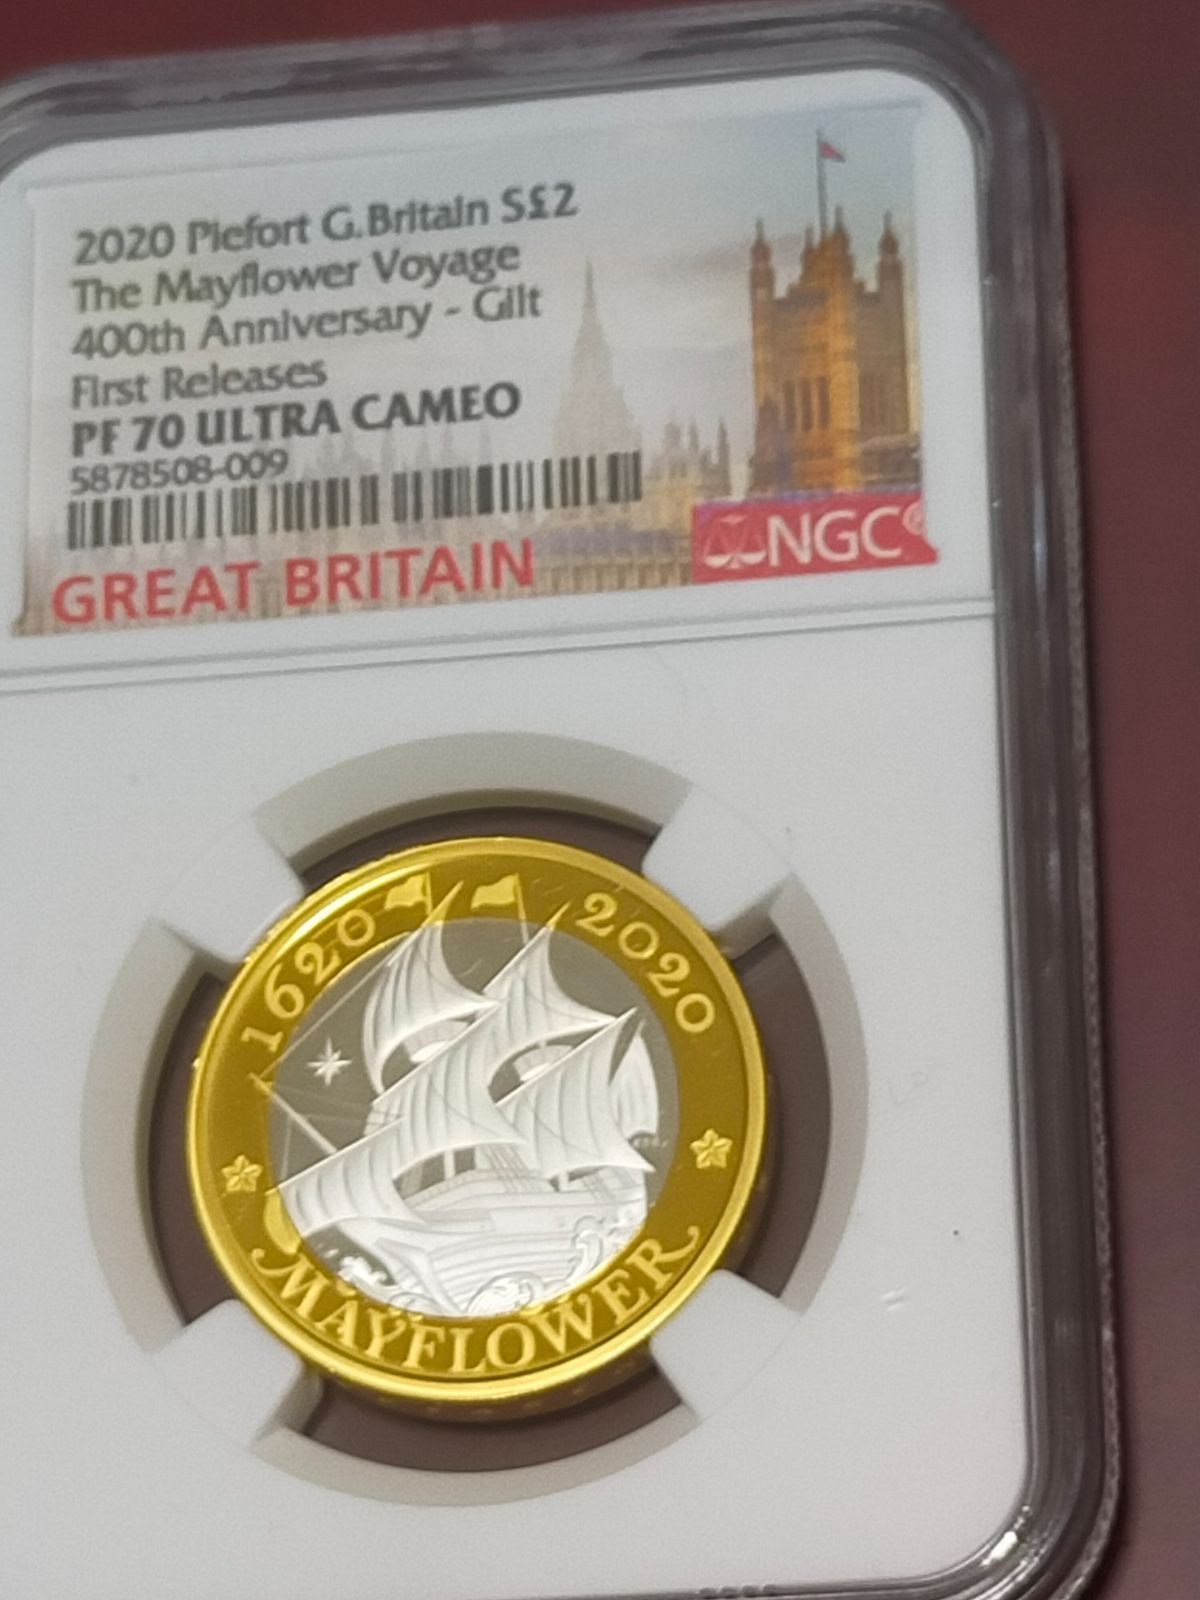 2020 Piefort G.Britain S£2
The Mayflower Voyage
400th Anniversary - Gilt
First Releases
PF 70 ULTRA CAMEO
5878508-009
GREAT BRITAIN
NGC®
1620 2020
MAYFLOWER